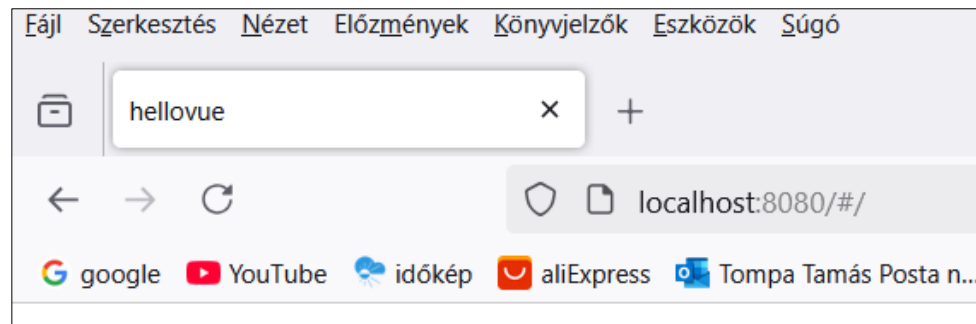 Fájl Szerkesztés Nézet Előzmények Könyvjelzők Eszközök Súgó
hellovue
localhost:8080/#/
google YouTube időkép aliExpress Tompa Tamás Posta n...